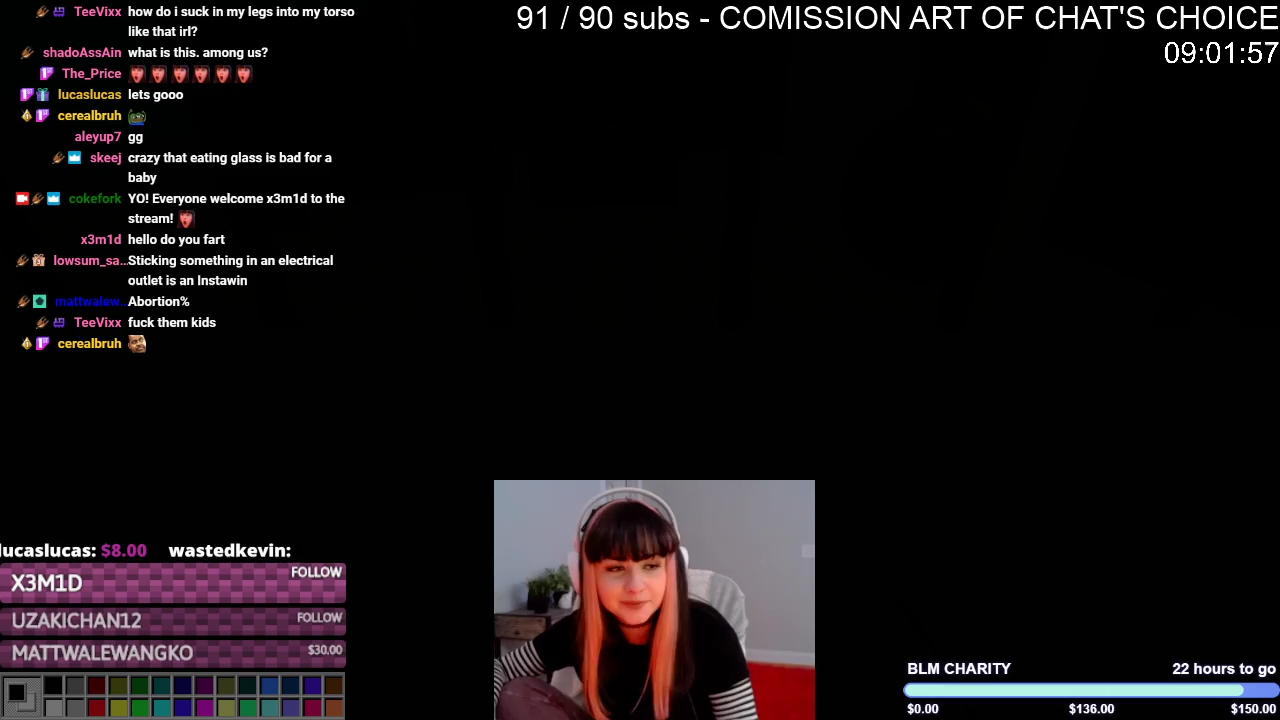 TeeVixx how do i suck in my legs into my torso
like that irl?
shadoAssAin what is this. among us?
The_Price
lucaslucas lets gooo
cerealbruh
aleyup7 gg
skeej crazy that eating glass is bad for a
baby
cokefork YO! Everyone welcome x3m1d to the
stream!
x3m1d hello do you fart
lowsum_sa.. Sticking something in an electrical
outlet is an Instawin
mattwalew.. Abortion%
TeeVixx fuck them kids
cerealbruh
91 / 90 subs - COMISSION ART OF CHAT'S CHOICE
09:01:57
lucaslucas: $8.00 wastedkevin:
X3M1D FOLLOW
UZAKICHAN12 FOLLOW
MATTWALEWANGKO $30.00
BLM CHARITY 22 hours to go
$0.00 $136.00 $150.00